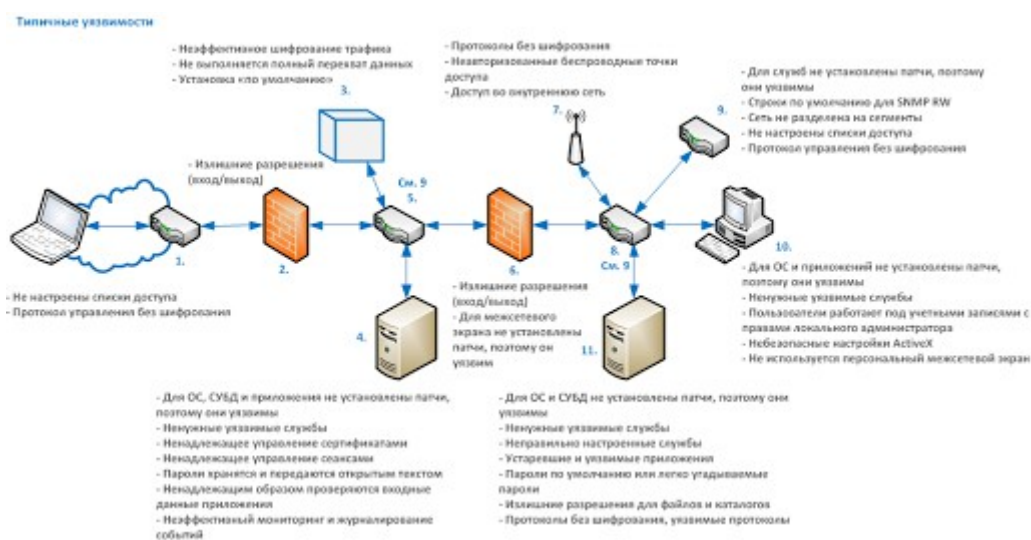 Типичные уязвимости
- Неэффективное шифрование трафика
- Не выполняется полный перехват данных
- Установка «по умолчанию»
3.
- Протоколы без шифрования
- Неавторизованные беспроводные точки
доступа
- Доступ во внутреннюю сеть
7.
- Для служб не установлены патчи, поэтому
они уязвимы
- Строки по умолчанию для SNMP RW
- Сеть не разделена на сегменты
- Не настроены списки доступа
- Протокол управления без шифрования
9.
- Излишние разрешения
(вход/выход)
См. 9
5.
1.
2.
6.
8.
См. 9
10.
- Не настроены списки доступа
- Протокол управления без шифрования
- Излишние разрешения
(вход/выход)
- Для межсетевого
экрана не установлены
патчи, поэтому он
уязвим
4.
11.
- Для ОС и приложений не установлены патчи,
поэтому они уязвимы
- Ненужные уязвимые службы
- Пользователи работают под учетными записями с
правами локального администратора
- Небезопасные настройки ActiveX
- Не используется персональный межсетевой экран
- Для ОС, СУБД и приложения не установлены патчи,
поэтому они уязвимы
- Ненужные уязвимые службы
- Ненадлежащее управление сертификатами
- Ненадлежащее управление сеансами
- Пароли хранятся и передаются открытым текстом
- Ненадлежащим образом проверяются входные
данные приложения
- Неэффективный мониторинг и журналирование
событий
- Для ОС и СУБД не установлены патчи, поэтому они
уязвимы
- Ненужные уязвимые службы
- Неправильно настроенные службы
- Устаревшие и уязвимые приложения
- Пароли по умолчанию или легко угадываемые
пароли
- Излишние разрешения для файлов и каталогов
- Протоколы без шифрования, уязвимые протоколы